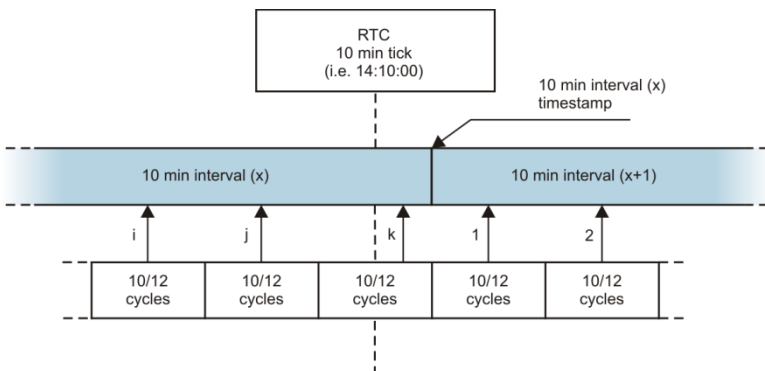 RTC
10 min tick
(i.e. 14:10:00)
10 min interval (x)
timestamp
10 min interval (x)
10 min interval (x+1)
i
j
k
1
2
10/12
cycles
10/12
cycles
10/12
cycles
10/12
cycles
10/12
cycles